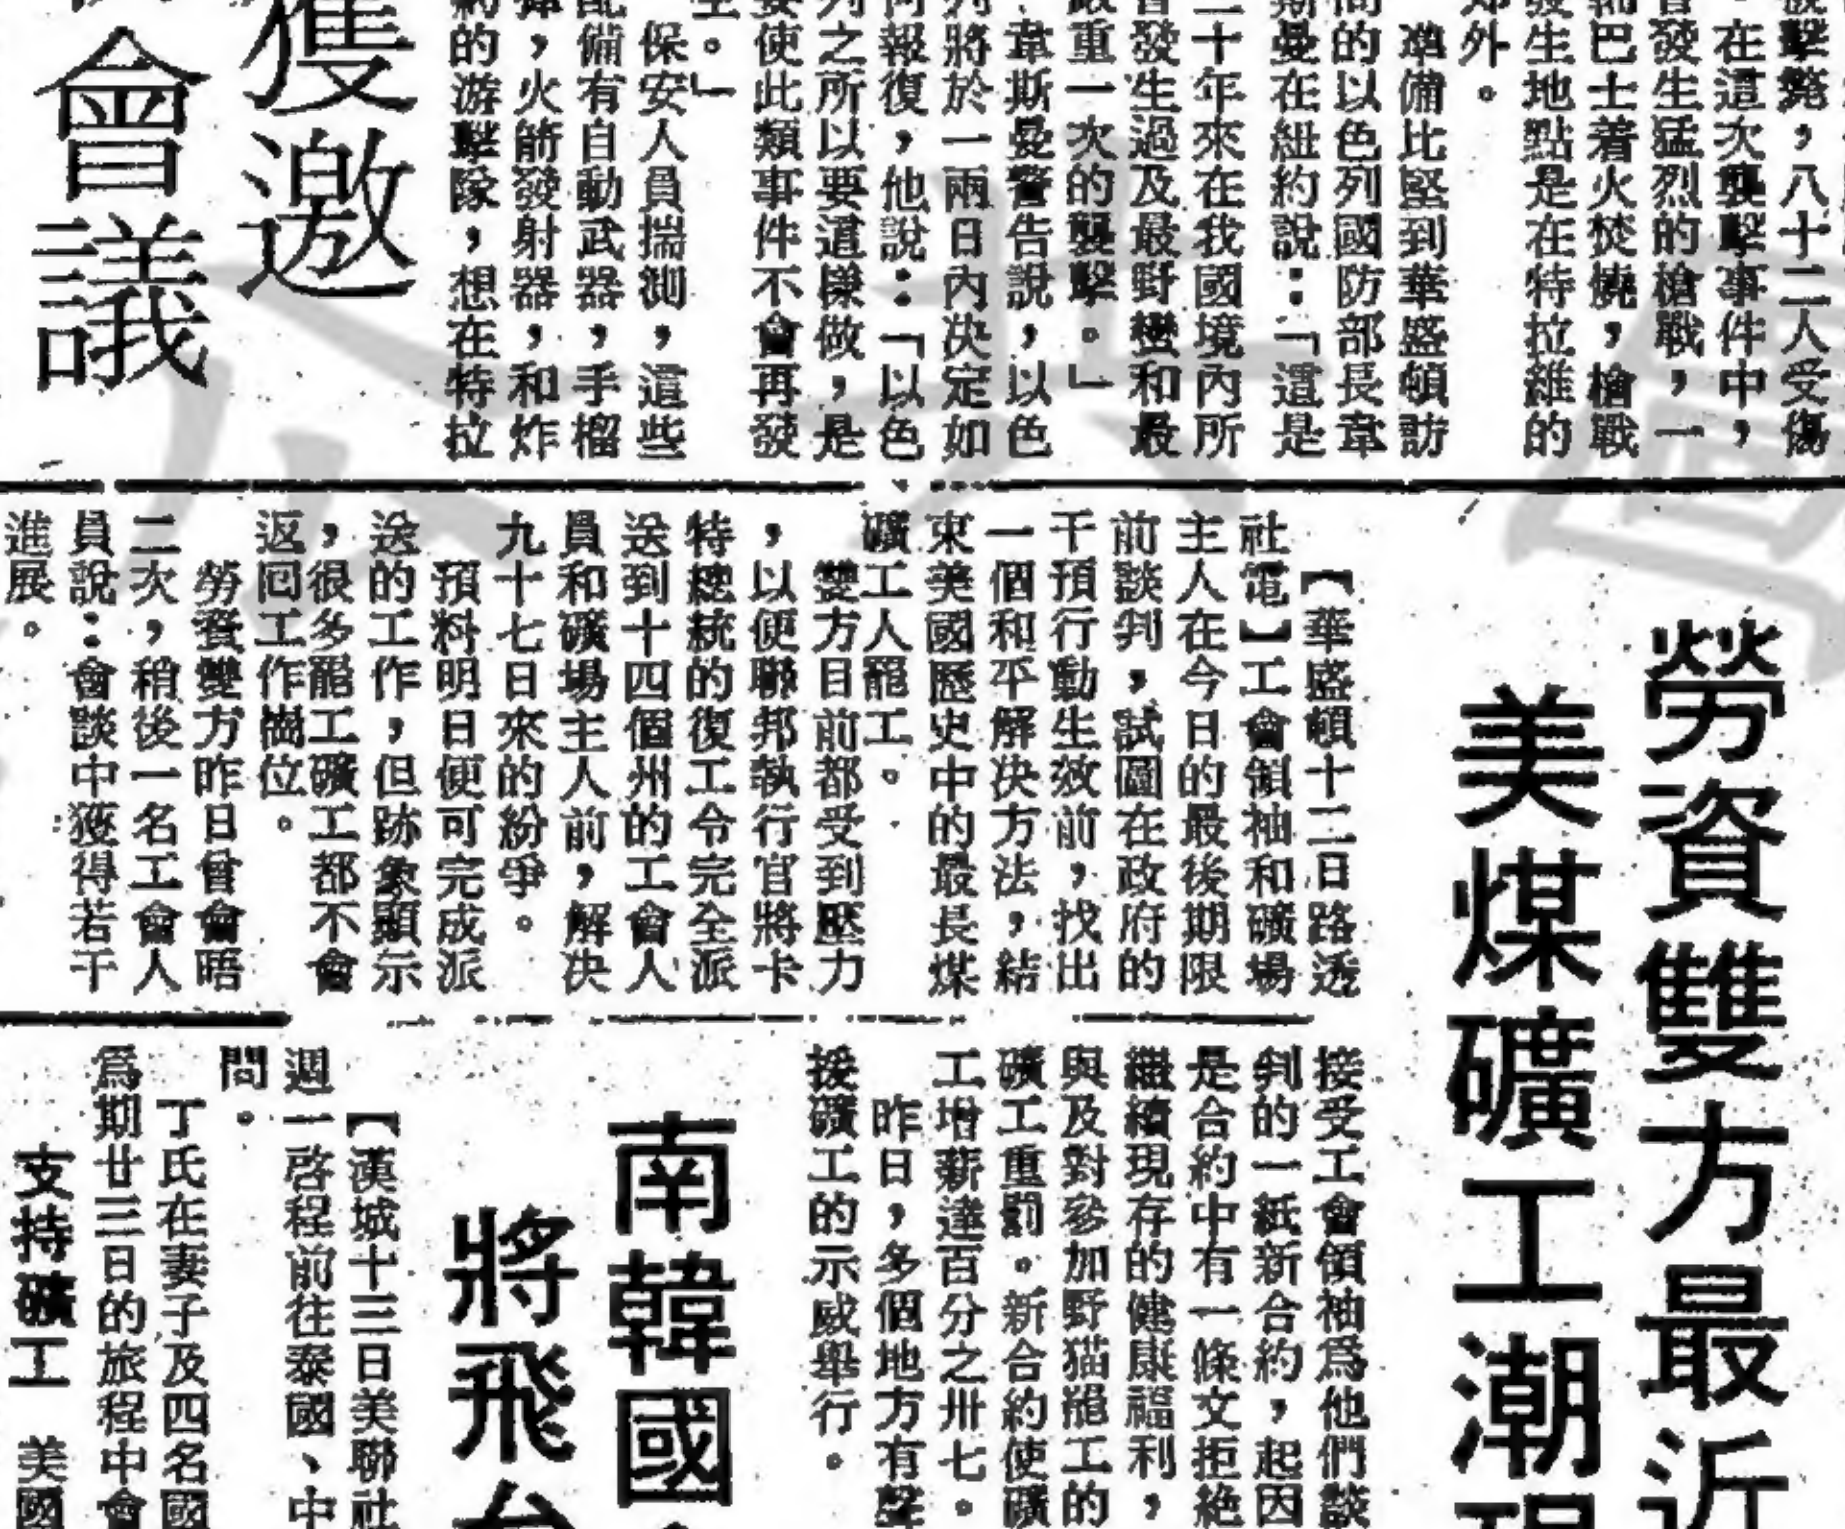 被擊斃，八十二人受傷
。在這次襲擊事件中，
曾發生猛烈的槍戰，一
輛巴士着火焚燒，槍戰
發生地點是在特拉維的
郊外。
準備比堅到華盛頓訪
問的以色列國防部長韋
斯曼在紐約說：「這是
二十年來在我國境內所
曾發生過及最野蠻和最
嚴重一次的襲擊。」
韋斯曼警告說，以色
列將於一兩日內決定如
何報復，他說：「以色
列之所以要這樣做，是
要使此類事件不會再發
生。」
保安人員揣測，這些
配備有自動武器，手榴
彈，火箭發射器，和炸
約的游擊隊，想在特拉
獲邀
會議
勞資雙方最近
美煤礦工潮現
【華盛頓十二日路透
社電】工會領袖和礦場
主人在今日的最後期限
前談判，試圖在政府的
干預行動生效前，找出
一個和平解決方法，結
束美國歷史中的最長煤
礦工人罷工。
雙方目前都受到壓力
，以便聯邦執行官將卡
特總統的復工令完全派
送到十四個州的工會人
員和礦場主人前，解決
九十七日來的紛爭。
預料明日便可完成派
送的工作，但跡象顯示
，很多罷工礦工都不會
返回工作崗位。
勞資雙方昨日曾會晤
二次，稍後一名工會人
員說：會談中獲得若干
進展。
接受工會領袖爲他們談
判的一紙新合約，起因
是合約中有一條文拒絶
繼續現存的健康福利，
與及對參加野猫罷工的
礦工重罰。新合約使礦
工增薪達百分之卅七。
昨日，多個地方有聲
援礦工的示威舉行。
南韓國
將飛台
【漢城十三日美聯社
週一啓程前往泰國、中
問。
丁氏在妻子及四名國
爲期廿三日的旅程中會
支持礦工 美國